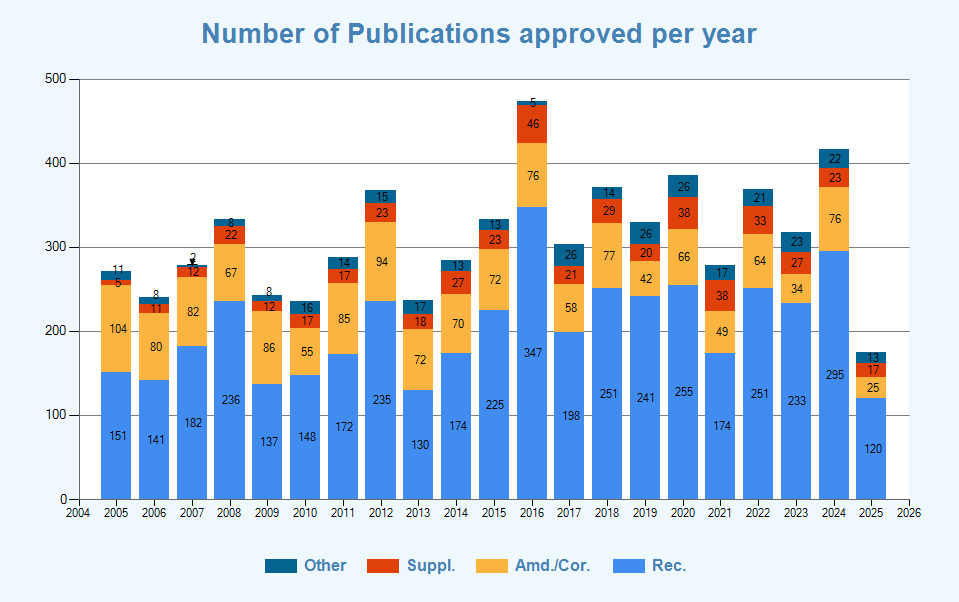 Number of Publications approved per year
500
400
300
200
100
0
11 5 104 151
8 11 80 141
2 12 82 182
8 22 67 236
8 12 86 137
16 17 55 148
14 17 85 172
15 23 94 235
17 18 72 130
13 27 70 174
13 23 72 225
5 46 76 347
26 21 58 198
14 29 77 251
26 20 42 241
26 38 66 255
17 38 49 174
21 33 64 251
23 27 34 233
22 23 76 295
13 17 25 120
2004 2005 2006 2007 2008 2009 2010 2011 2012 2013 2014 2015 2016 2017 2018 2019 2020 2021 2022 2023 2024 2025 2026
Other Suppl. Amd./Cor. Rec.